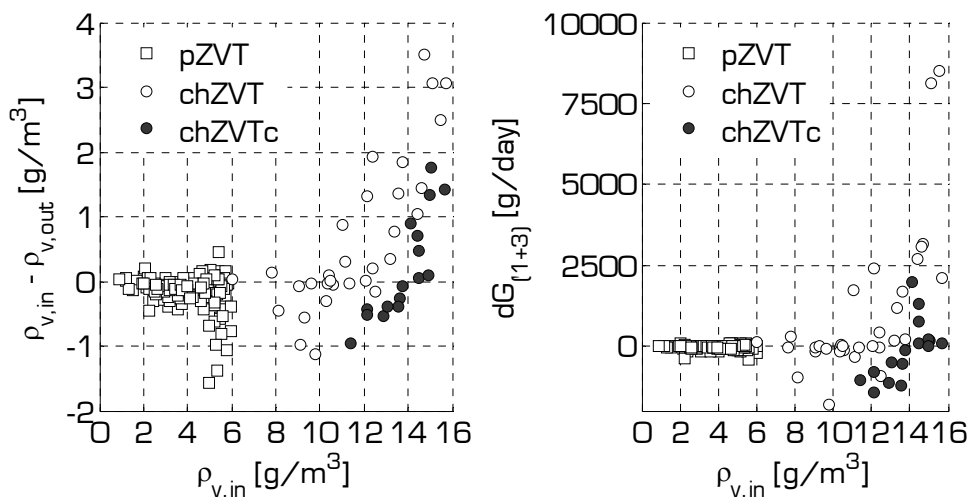 4
3
2
1
0
-1
-2
0 2 4 6 8 10 12 14 16
ρv,in - ρv,out [g/m³]
ρv,in [g/m³]
pZVT
chZVT
chZVTc
10000
7500
5000
2500
0
0 2 4 6 8 10 12 14 16
dG[1+3] [g/day]
ρv,in [g/m³]
pZVT
chZVT
chZVTc